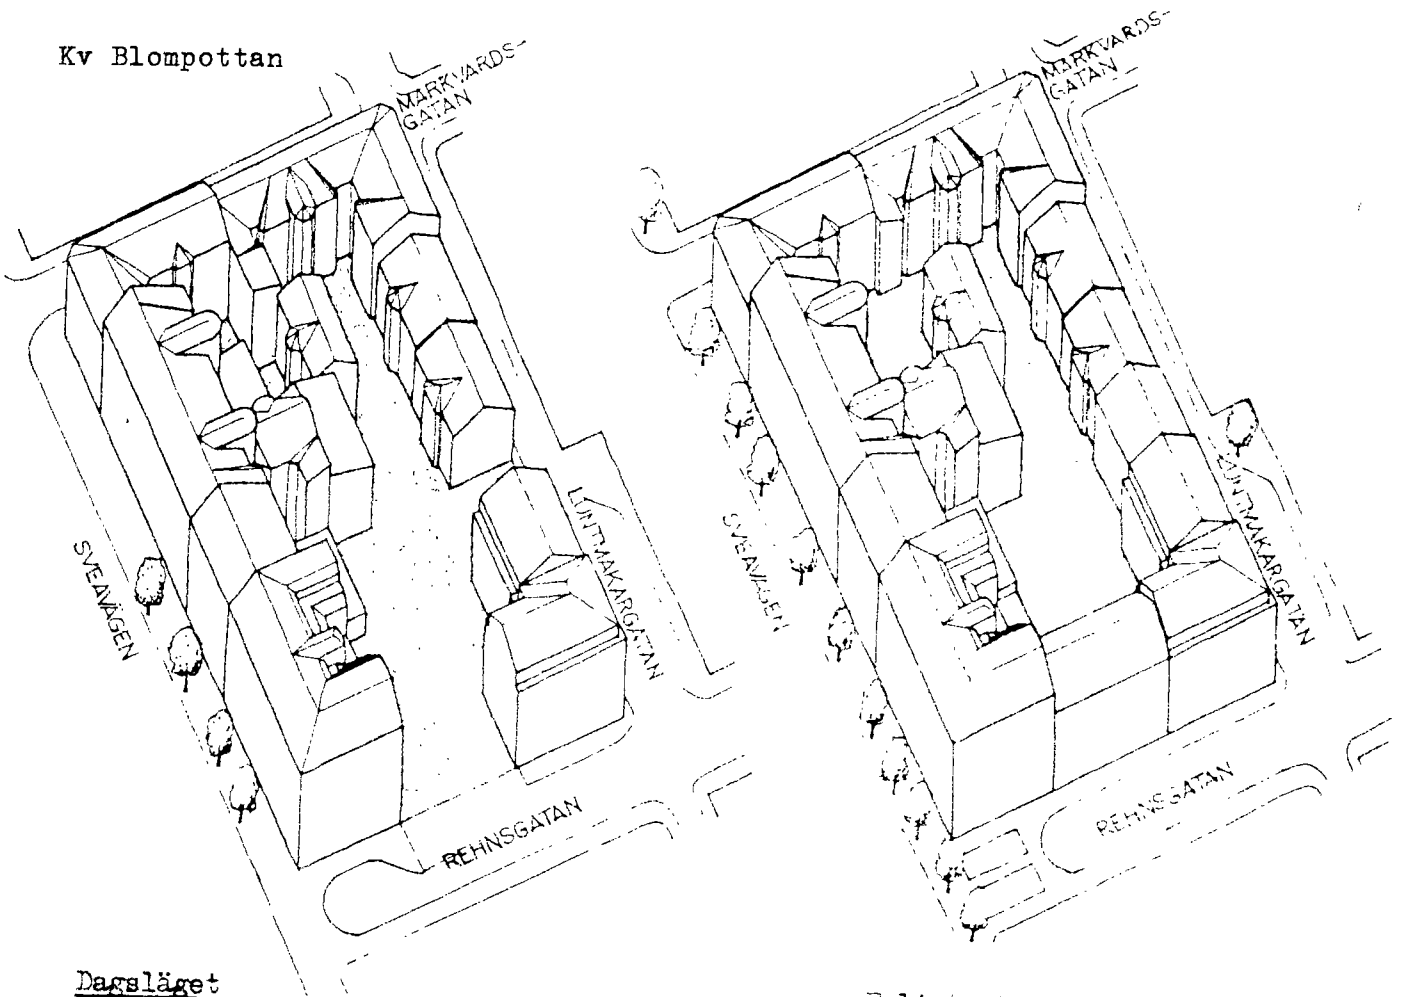 Kv Blompottan
MARKVARDS-
GATAN
MARKVARDS-
GATAN
SVEAVÄGEN
LUNTMAKARGATAN
REHNSGATAN
SVEAVÄGEN
LUNTMAKARGATAN
REHNSGATAN
Dagsläget